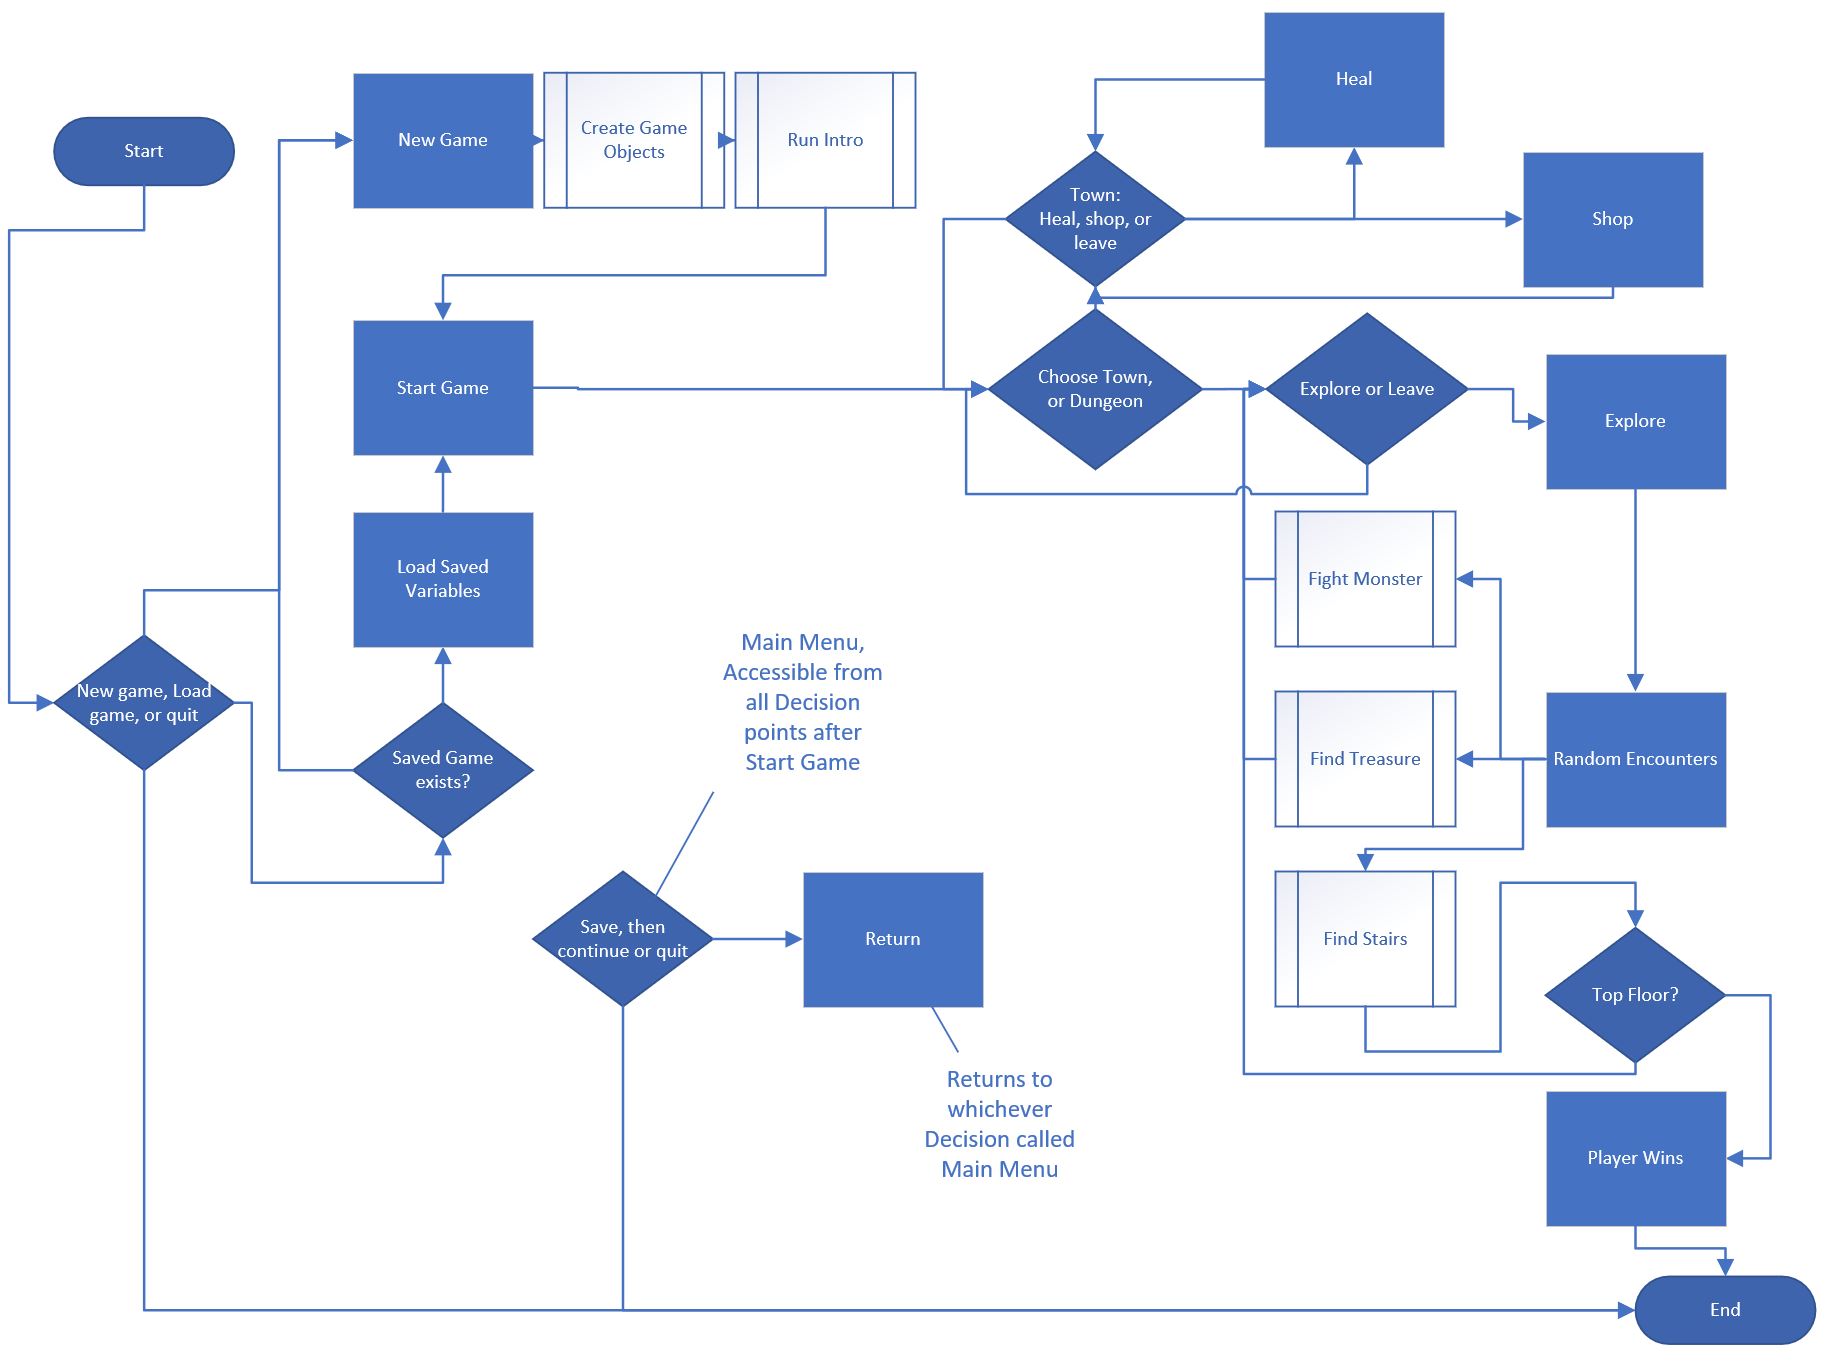 Start
New Game
Create Game
Objects
Run Intro
Heal
Town:
Heal, shop, or
leave
Shop
Start Game
Choose Town,
or Dungeon
Explore or Leave
Explore
Load Saved
Variables
Fight Monster
New game, Load
game, or quit
Saved Game
exists?
Main Menu,
Accessible from
all Decision
points after
Start Game
Find Treasure
Random Encounters
Save, then
continue or quit
Return
Find Stairs
Top Floor?
Returns to
whichever
Decision called
Main Menu
Player Wins
End